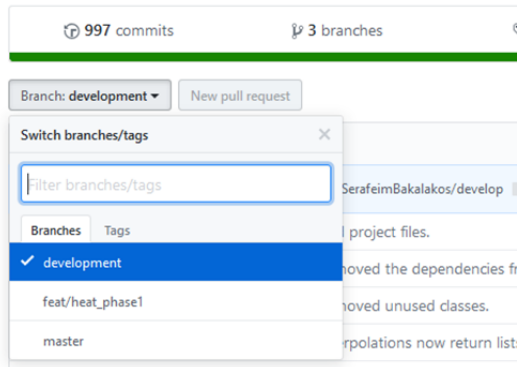 997 commits
3 branches
Branch: development
New pull request
Switch branches/tags
Filter branches/tags
SerafeimBakalakos/develop
Branches Tags
project files.
development
moved the dependencies
feat/heat_phase1
moved unused classes.
master
erpolations now return lists